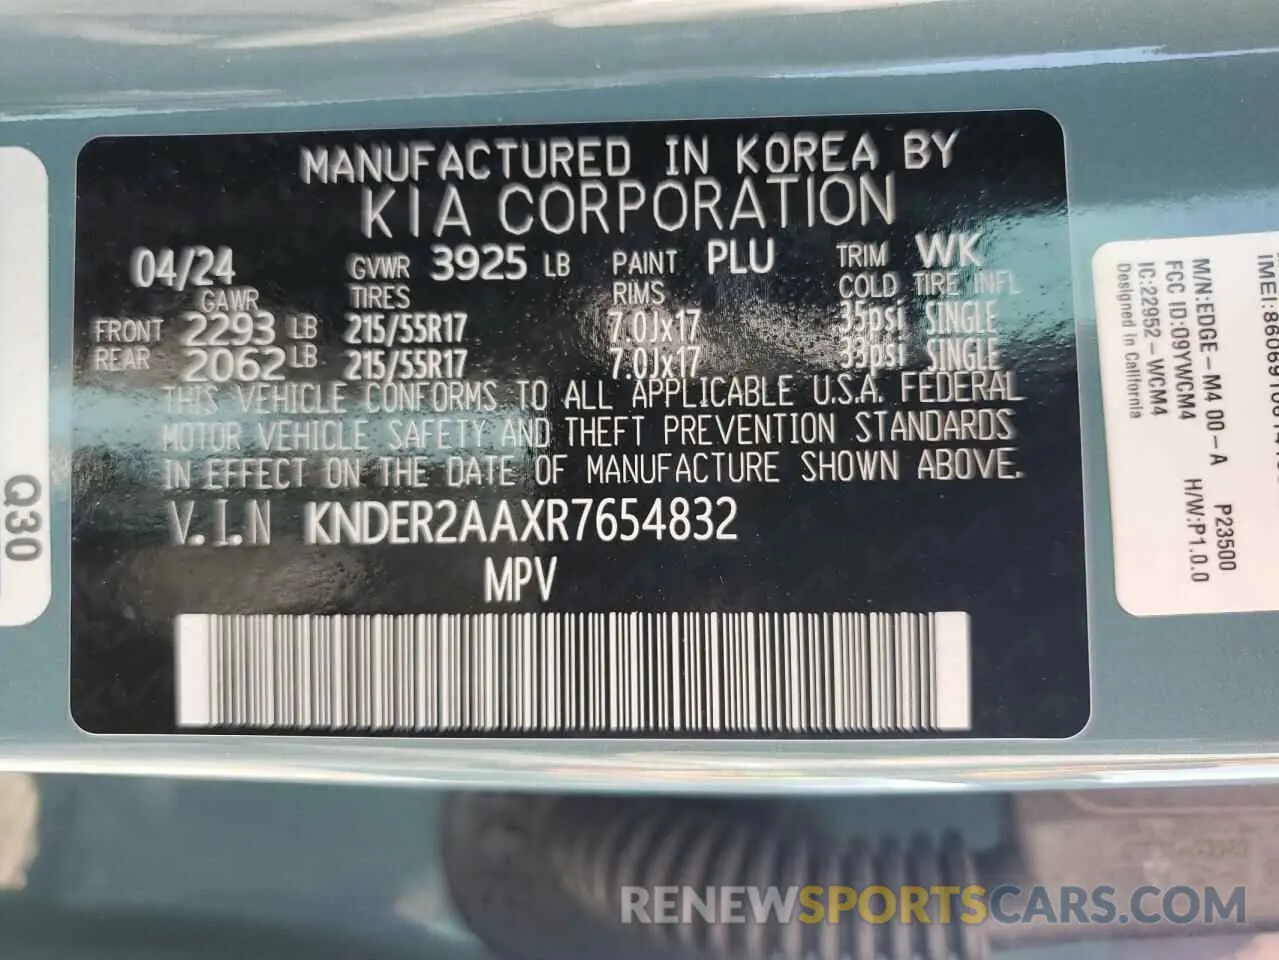 MANUFACTURED IN KOREA BY
KIA CORPORATION
04/24 GVWR 3925 LB PAINT PLU TRIM WK
GAWR TIRES RIMS COLD TIRE INFL
FRONT 2293 LB 215/55R17 7.0Jx17 35psi SINGLE
REAR 2062 LB 215/55R17 7.0Jx17 33psi SINGLE
THIS VEHICLE CONFORMS TO ALL APPLICABLE U.S.A. FEDERAL
MOTOR VEHICLE SAFETY AND THEFT PREVENTION STANDARDS
IN EFFECT ON THE DATE OF MANUFACTURE SHOWN ABOVE.
V.I.N KNDER2AAXR7654832
MPV
Q30
M/N:EDGE-M4 00-A P23500
FCC ID:09YWGM4 H/W:P1.0.0
IC:22952-WCM4
Designed in California
RENEWSPORTSCARS.COM